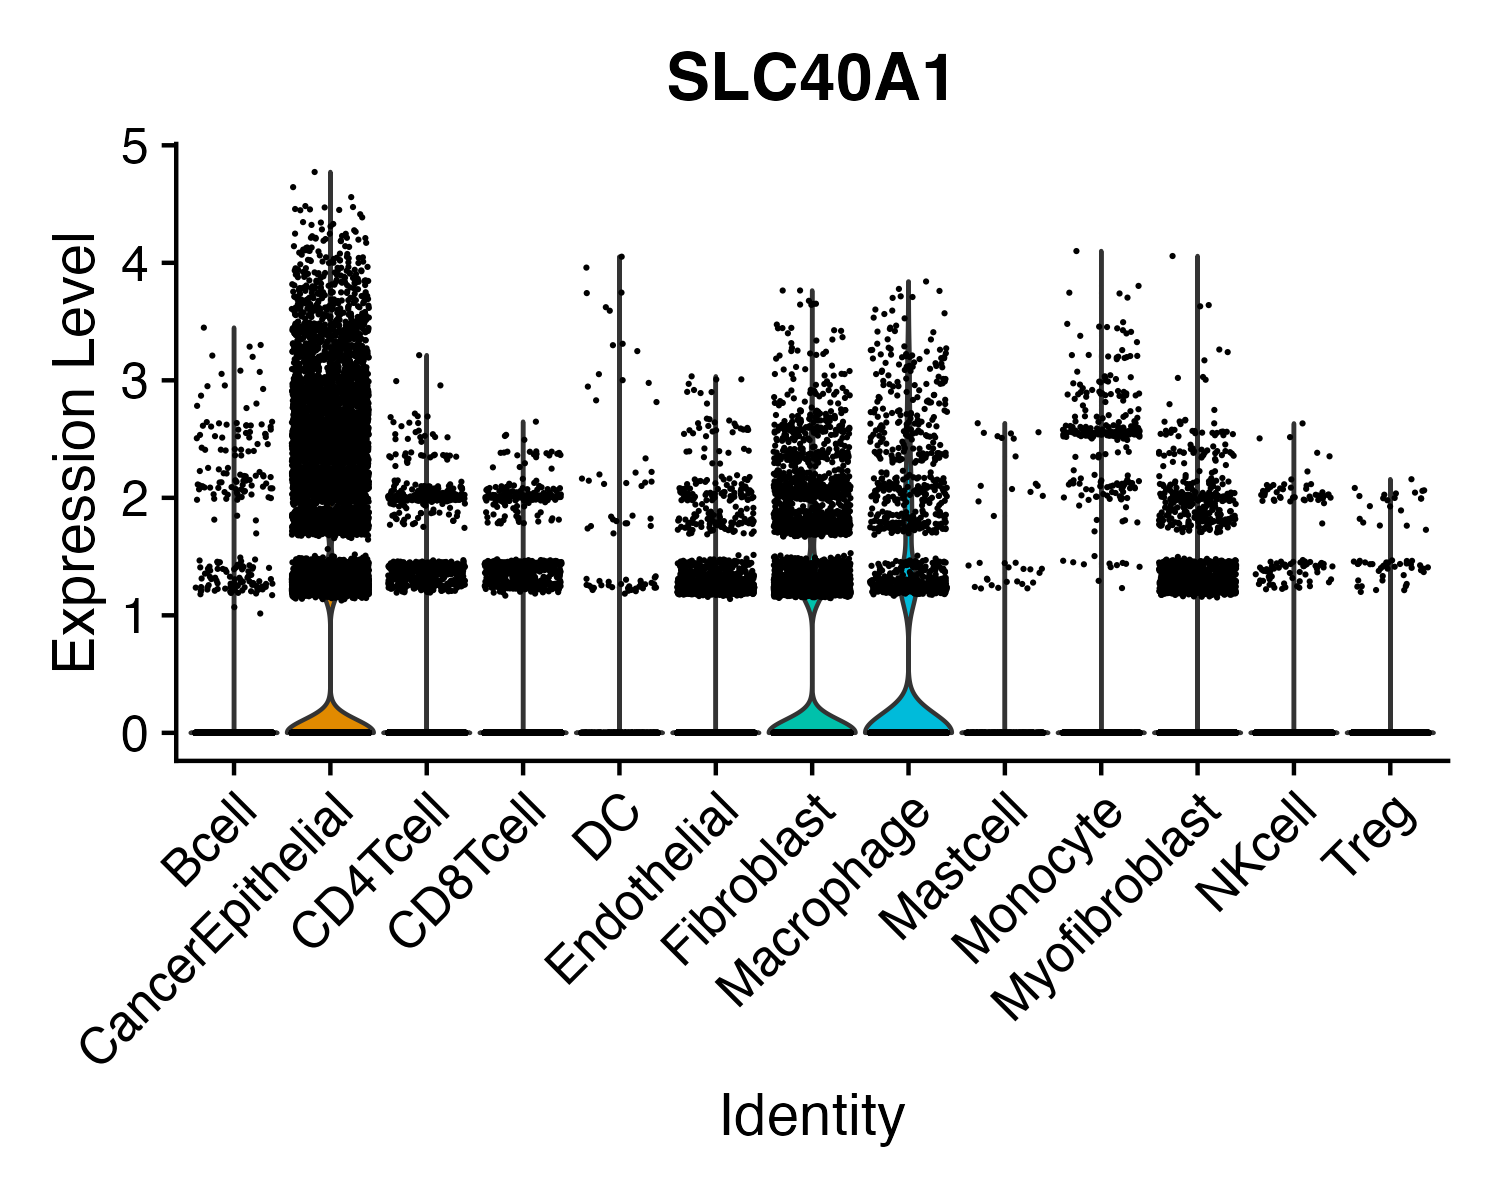 SLC40A1
Expression Level
5
4
3
2
1
0
Bcell
CancerEpithelial
CD4Tcell
CD8Tcell
DC
Endothelial
Fibroblast
Macrophage
Mastcell
Monocyte
Myofibroblast
NKcell
Treg
Identity